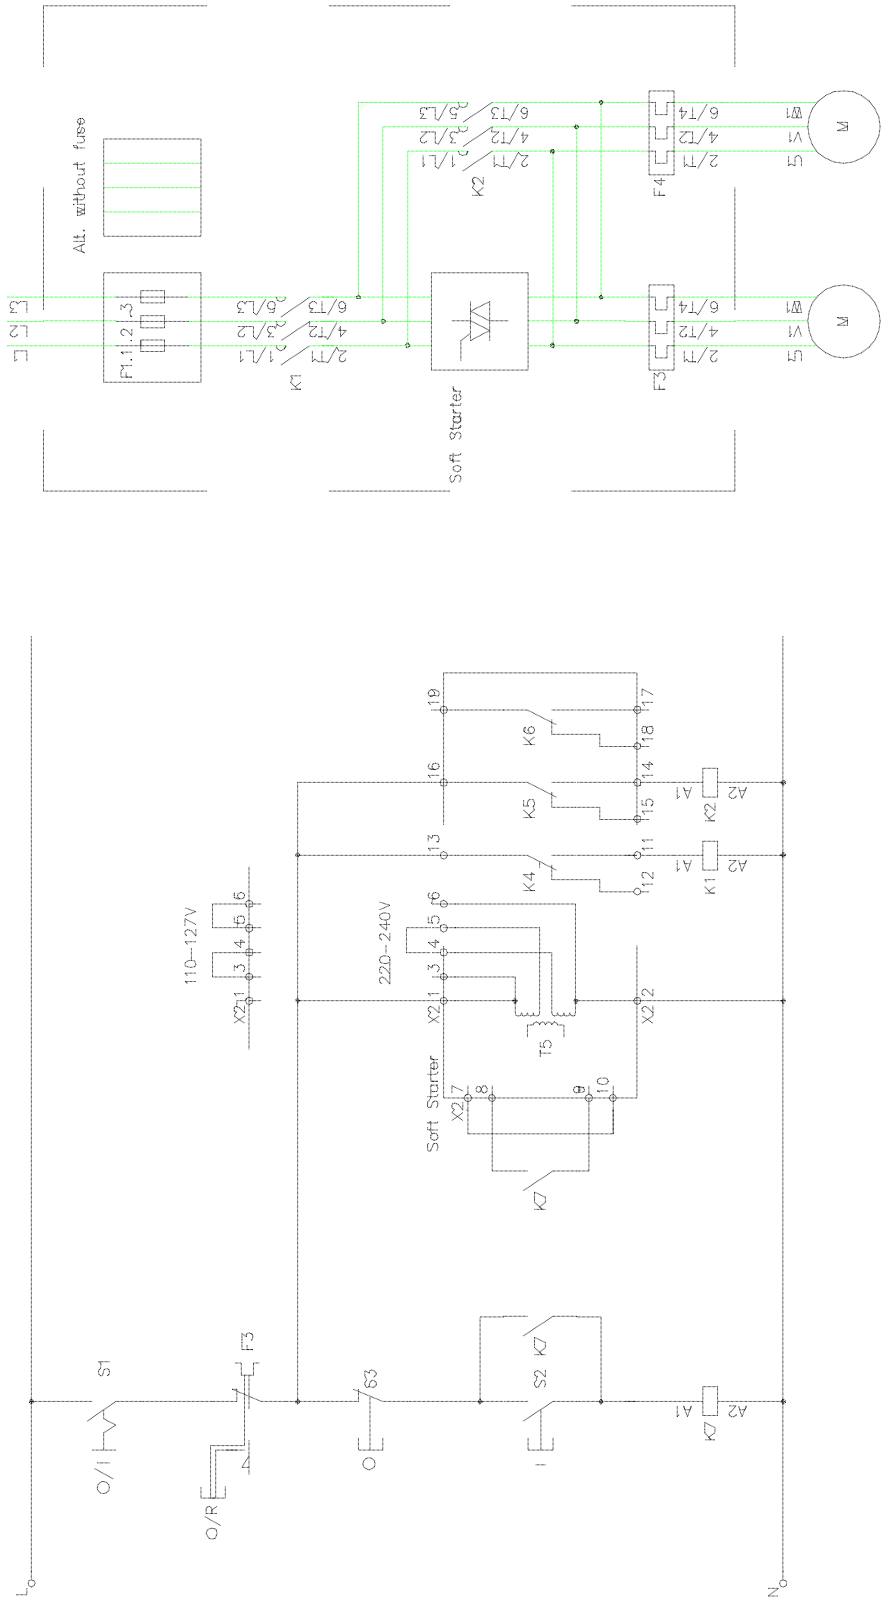 Alt. without fuse
L1
L2
L3
F1.1.2..3
1/L1
3/L2
5/L3
2/T1
4/T2
6/T3
K1
1/L1
3/L2
5/L3
2/T1
4/T2
6/T3
K2
Soft Starter
F3
2/T1
4/T2
6/T4
F4
2/T1
4/T2
6/T4
U1
V1
W1
M
U1
V1
W1
M
L
O/I
S1
O/R
F3
O
S3
I
S2
K7
A1
K7
A2
K7
110-127V
X2
1
3
4
5
6
220-240V
Soft Starter
X2
1
3
4
5
6
13
16
19
X2
7
8
9
10
T5
K4
K5
K6
X2
2
12
11
15
14
18
17
A1
K1
A2
A1
K2
A2
N